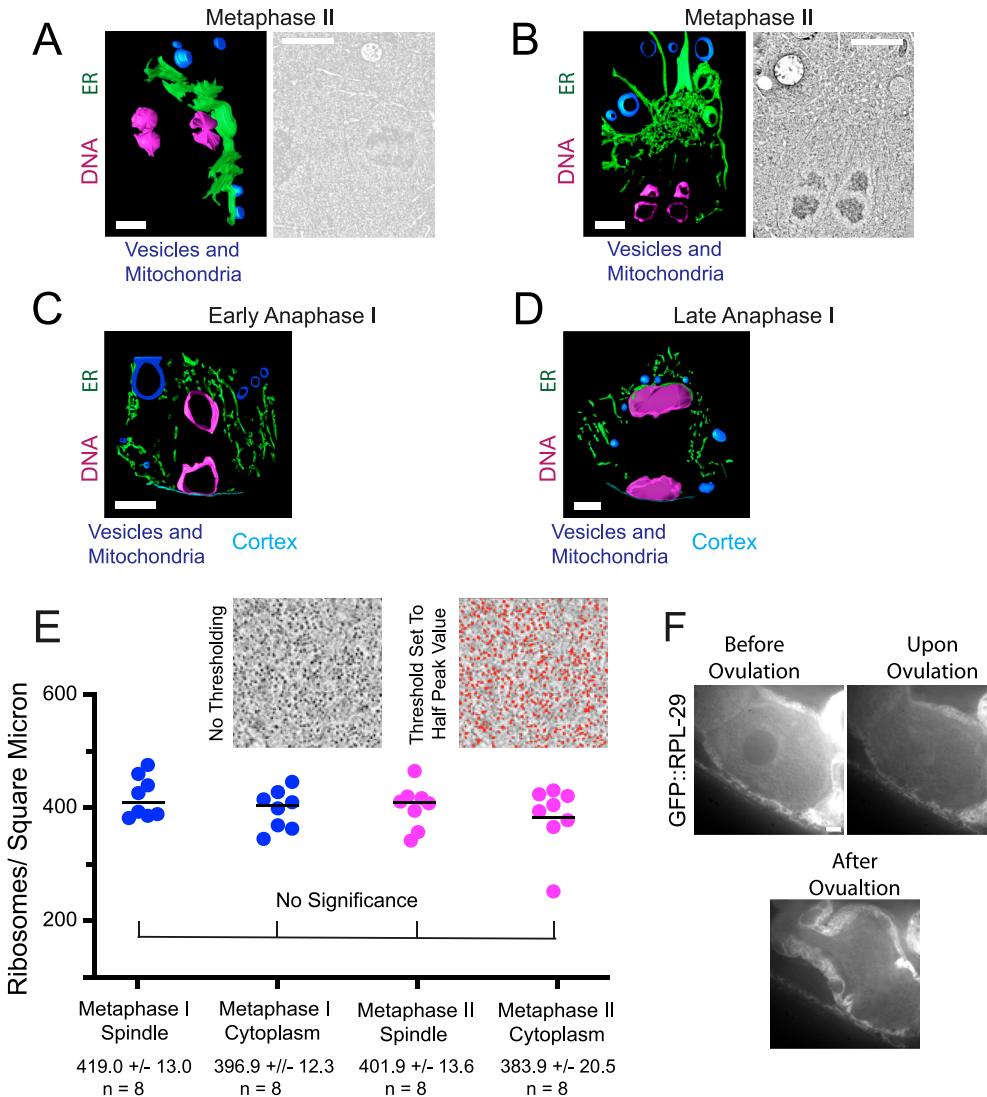 A
Metaphase II
ER
DNA
Vesicles and
Mitochondria
B
Metaphase II
ER
DNA
Vesicles and
Mitochondria
C
Early Anaphase I
ER
DNA
Vesicles and
Mitochondria
Cortex
D
Late Anaphase I
ER
DNA
Vesicles and
Mitochondria
Cortex
E
No Thresholding
Threshold Set To
Half Peak Value
Ribosomes/ Square Micron
600
400
200
No Significance
Metaphase I
Spindle
419.0 +/- 13.0
n = 8
Metaphase I
Cytoplasm
396.9 +//- 12.3
n = 8
Metaphase II
Spindle
401.9 +/- 13.6
n = 8
Metaphase II
Cytoplasm
383.9 +/- 20.5
n = 8
F
Before
Ovulation
Upon
Ovulation
GFP::RPL-29
After
Ovualtion